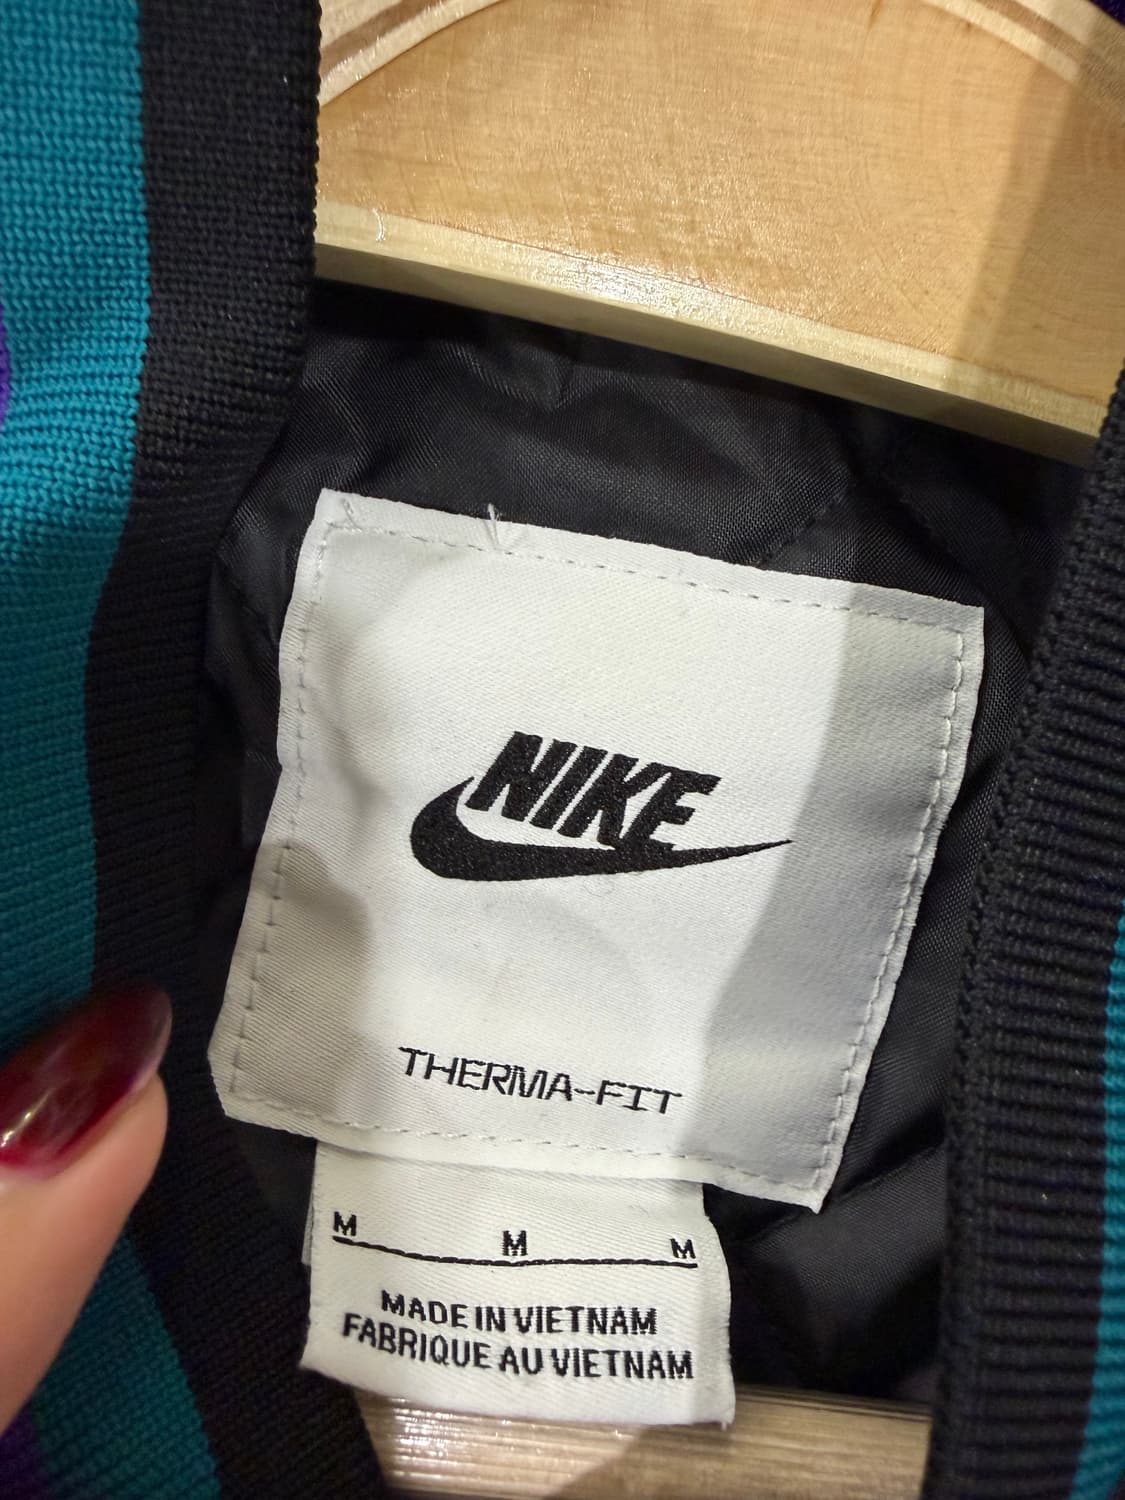 NIKE
THERMA-FIT
M M M
MADE IN VIETNAM
FABRIQUE AU VIETNAM